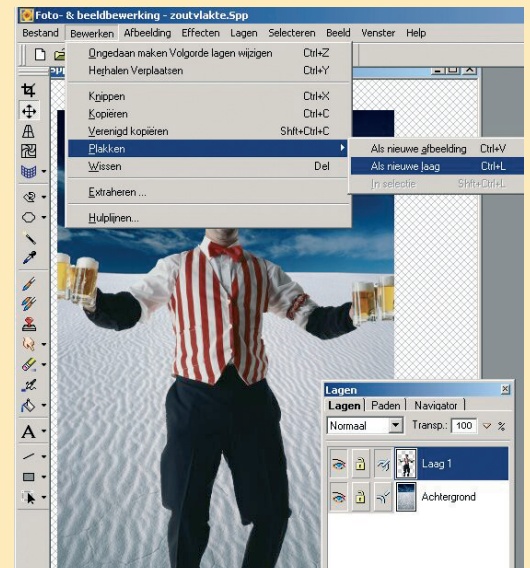 Foto- & beeldbewerking - zoutvlakte.Spp
Bestand Bewerken Afbeelding Effecten Lagen Selecteren Beeld Venster Help
Ongedaan maken Volgorde lagen wijzigen Ctrl+Z
Herhalen Verplaatsen Ctrl+Y
Knippen Ctrl+X
Kopiëren Ctrl+C
Verenigd kopiëren Shft+Ctrl+C
Plakken
Wissen Del
Extraheren ...
Hulplijnen...
Als nieuwe afbeelding Ctrl+V
Als nieuwe laag Ctrl+L
In selectie Shft+Ctrl+L
Lagen
Lagen Paden Navigator
Normaal Transp.: 100 %
Laag 1
Achtergrond
A
A